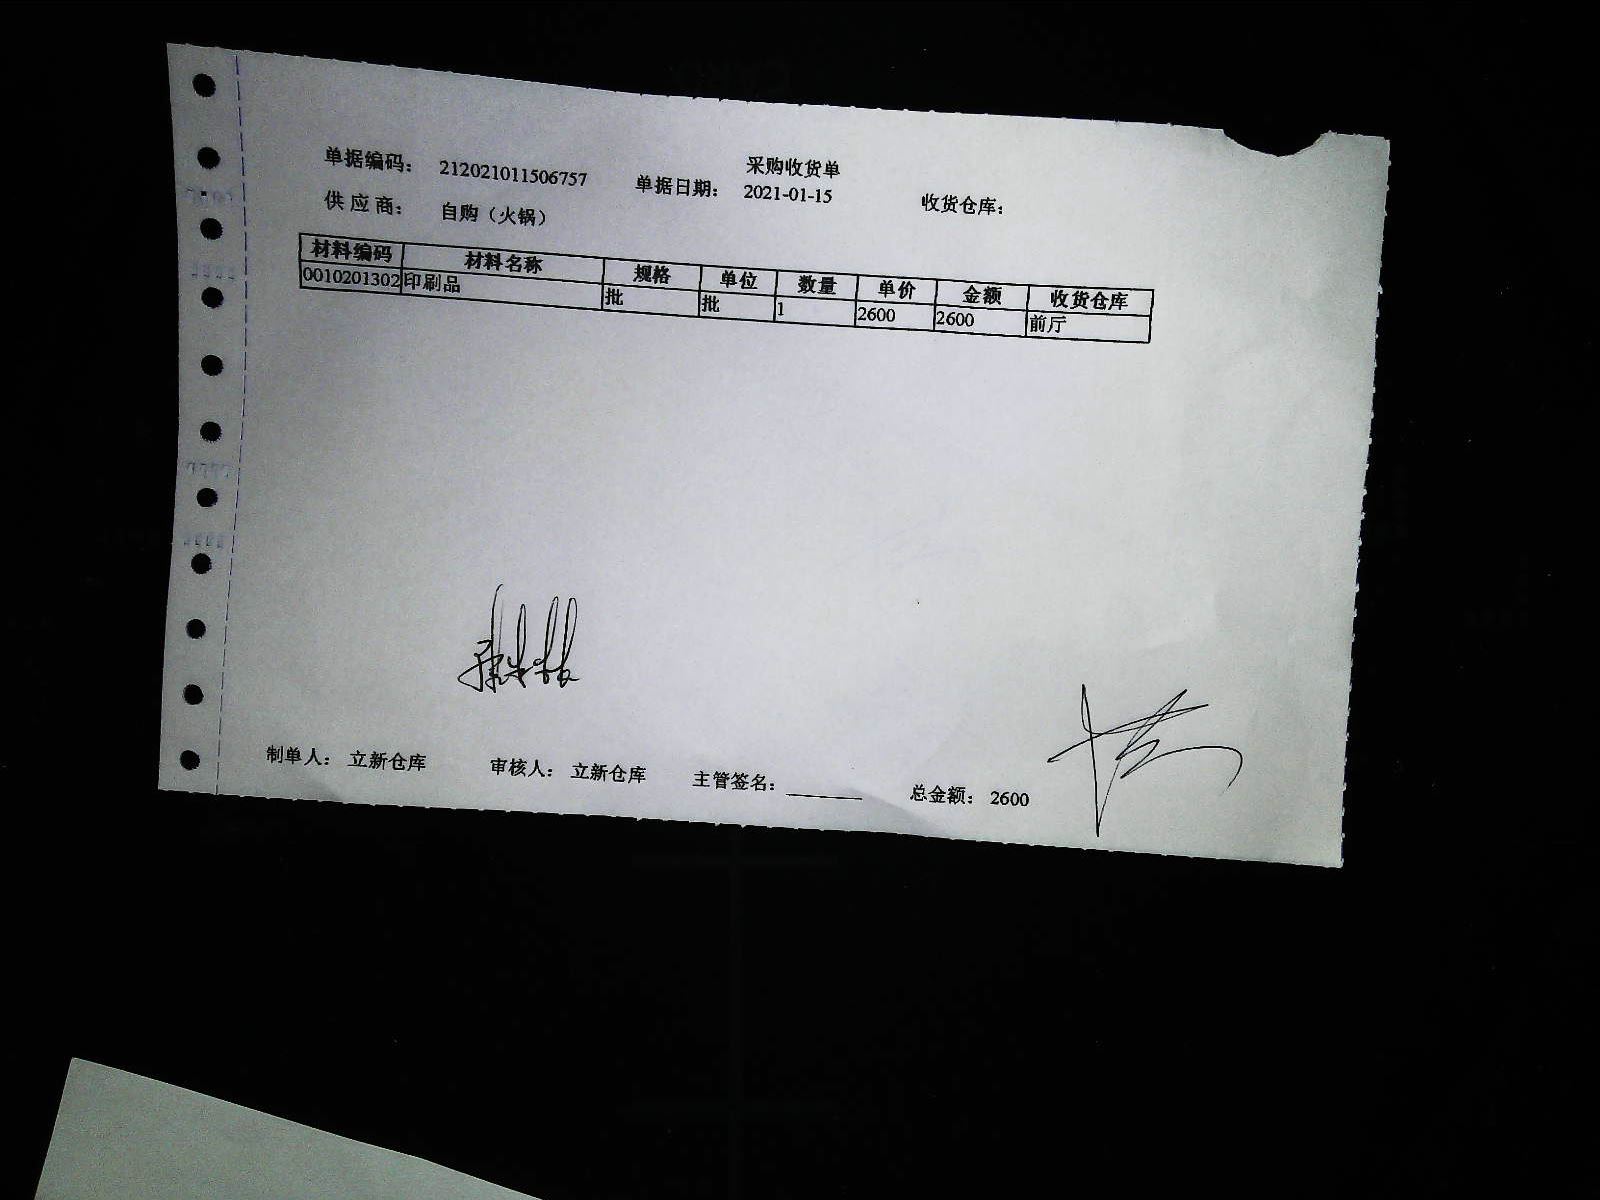 采购收货单
单据编码: 212021011506757 单据日期: 2021-01-15 收货仓库:
供应商: 自购（火锅）
材料编码 材料名称 规格 单位 数量 单价 金额 收货仓库
0010201302 印刷品 批 批 1 2600 2600 前厅
制单人: 立新仓库 审核人: 立新仓库 主管签名: 总金额: 2600